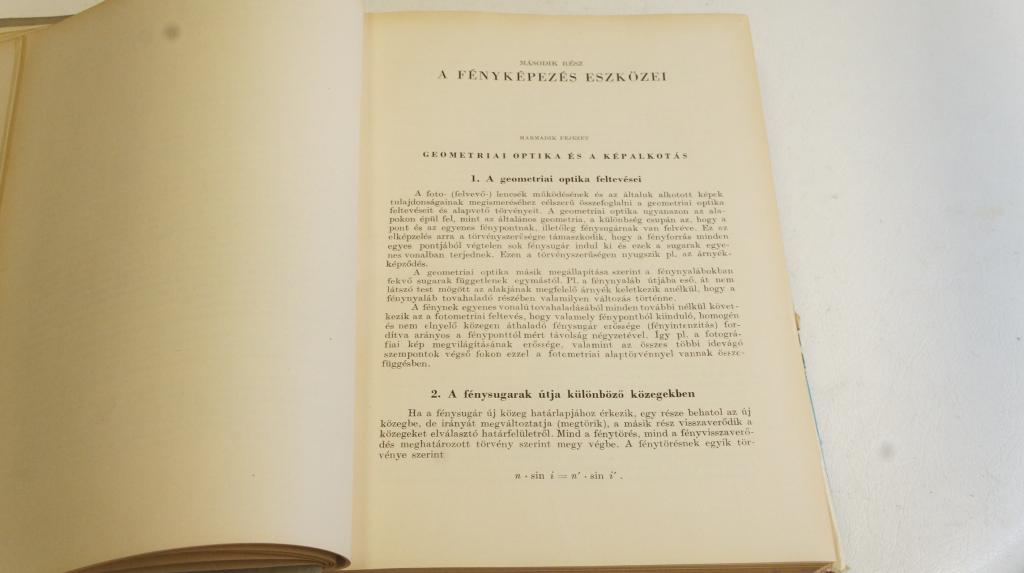 MÁSODIK RÉSZ
A FÉNYKÉPEZÉS ESZKÖZEI
HARMADIK FEJEZET
GEOMETRIAI OPTIKA ÉS A KÉPALKOTÁS
1. A geometriai optika feltevései
A foto- (felvevő-) lencsék működésének és az általuk alkotott képek
tulajdonságainak megismeréséhez célszerű összefoglalni a geometriai optika
feltevéseit és alapvető törvényeit. A geometriai optika ugyanazon az ala-
pokon épül fel, mint az általános geometria, a különbség csupán az, hogy a
pont és az egyenes fénypontnak, illetőleg fénysugárnak van felvéve. Ez az
elképzelés arra a törvényszerűségre támaszkodik, hogy a fényforrás minden
egyes pontjából végtelen sok fénysugár indul ki és ezek a sugarak egye-
nes vonalban terjednek. Ezen a törvényszerűségen nyugszik pl. az árnyék-
képződés.
A geometriai optika másik megállapítása szerint a fénynyalábokban
fekvő sugarak függetlenek egymástól. Pl. a fénynyaláb útjába eső, át nem
látszó test mögött az alakjának megfelelő árnyék keletkezik anélkül, hogy a
fénynyaláb tovahaladó részében valamilyen változás történne.
A fénynek egyenes vonalú tovahaladásából minden további nélkül követ-
kezik az a fotometriai feltevés, hogy valamely fénypontból kiinduló, homogén
és nem elnyelő közegen áthaladó fénysugár erőssége (fényintenzitás) for-
dítva arányos a fényponttól mért távolság négyzetével. Így pl. a fotográ-
fiai kép megvilágításának erőssége, valamint az összes többi idevágó
szempontok végső fokon ezzel a fotometriai alaptörvénnyel vannak össze-
függésben.
2. A fénysugarak útja különböző közegekben
Ha a fénysugár új közeg határlapjához érkezik, egy része behatol az új
közegbe, de irányát megváltoztatja (megtörik), a másik rész visszaverődik a
közegeket elválasztó határfelületről. Mind a fénytörés, mind a fényvisszaverő-
dés meghatározott törvény szerint megy végbe. A fénytörésnek egyik tör-
vénye szerint
n · sin i = n′ · sin i′ .